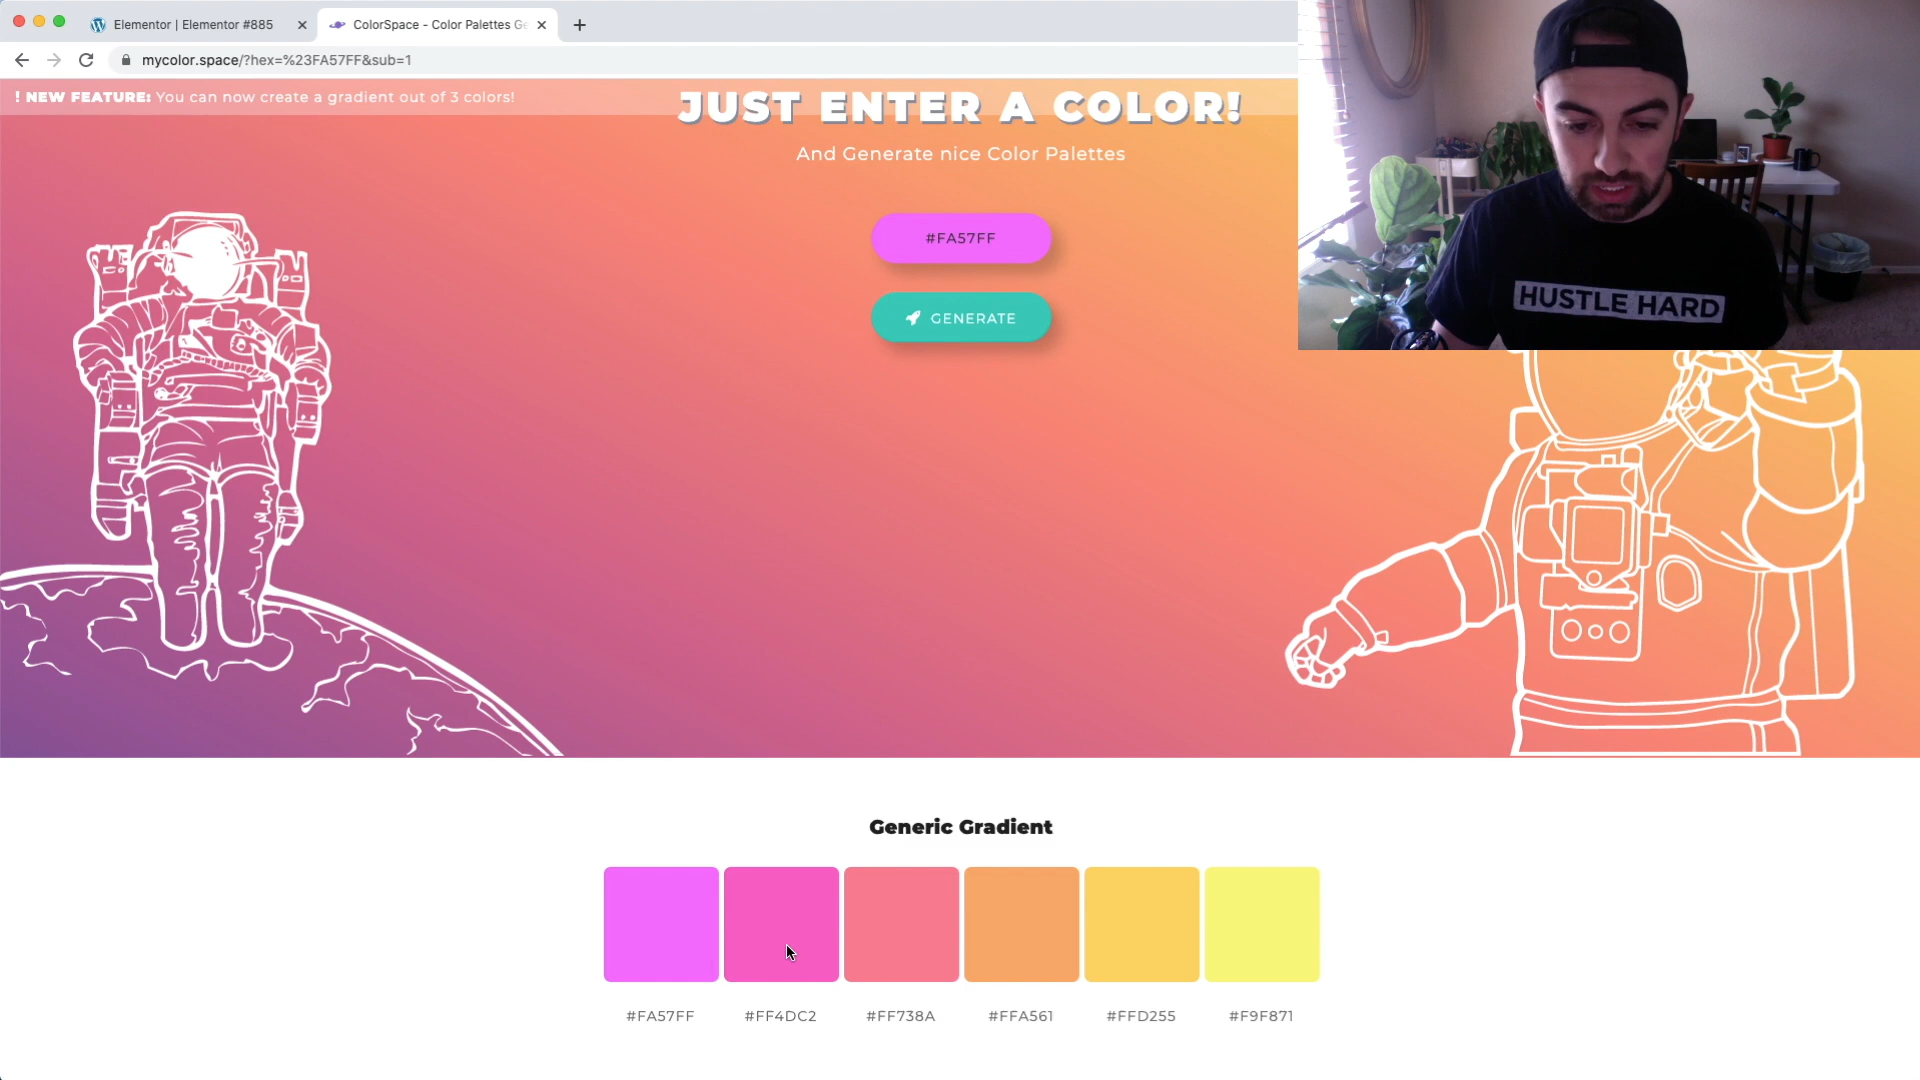 Elementor | Elementor #885
ColorSpace - Color Palettes Ge
mycolor.space/?hex=%23FA57FF&sub=1
! NEW FEATURE: You can now create a gradient out of 3 colors!
JUST ENTER A COLOR!
And Generate nice Color Palettes
#FA57FF
GENERATE
HUSTLE HARD
Generic Gradient
#FA57FF
#FF4DC2
#FF738A
#FFA561
#FFD255
#F9F871